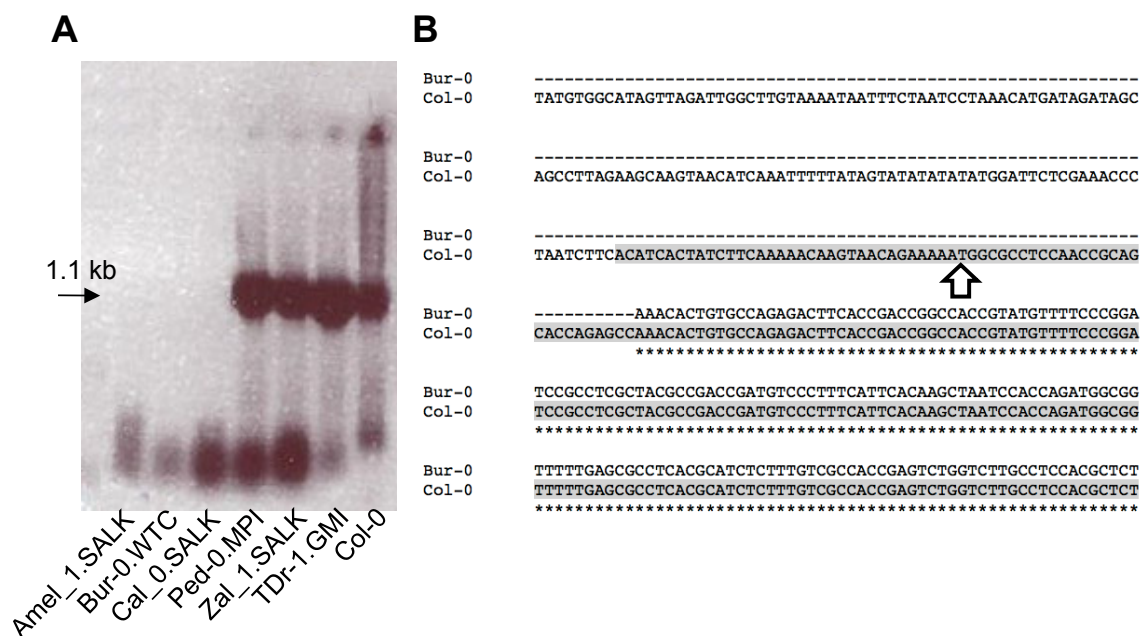 A
B
1.1 kb
Amel_1.SALK
Bur-0.WTC
Cal_0.SALK
Ped-0.MPI
Zal_1.SALK
TDr-1.GMI
Col-0
Bur-0 ------------------------------------------------------------
Col-0 TATGTGGCATAGTTAGATTGGCTTGTAAAATAATTTCTAATCCTAAACATGATAGATAGC
Bur-0 ------------------------------------------------------------
Col-0 AGCCTTAGAAGCAAGTAACATCAAATTTTTATAGTATATATATATGGATTCTCGAAACCC
Bur-0 ------------------------------------------------------------
Col-0 TAATCTTCACATCACTATCTTCAAAAACAAGTAACAGAAAAATGGCGCCTCCAACCGCAG
Bur-0 ----------AAACACTGTGCCAGAGACTTCACCGACCGGCCACCGTATGTTTTCCCGGA
Col-0 CACCAGAGCCAAACACTGTGCCAGAGACTTCACCGACCGGCCACCGTATGTTTTCCCGGA
**************************************************
Bur-0 TCCGCCTCGCTACGCCGACCGATGTCCCTTTCATTCACAAGCTAATCCACCAGATGGCGG
Col-0 TCCGCCTCGCTACGCCGACCGATGTCCCTTTCATTCACAAGCTAATCCACCAGATGGCGG
************************************************************
Bur-0 TTTTTGAGCGCCTCACGCATCTCTTTGTCGCCACCGAGTCTGGTCTTGCCTCCACGCTCT
Col-0 TTTTTGAGCGCCTCACGCATCTCTTTGTCGCCACCGAGTCTGGTCTTGCCTCCACGCTCT
************************************************************